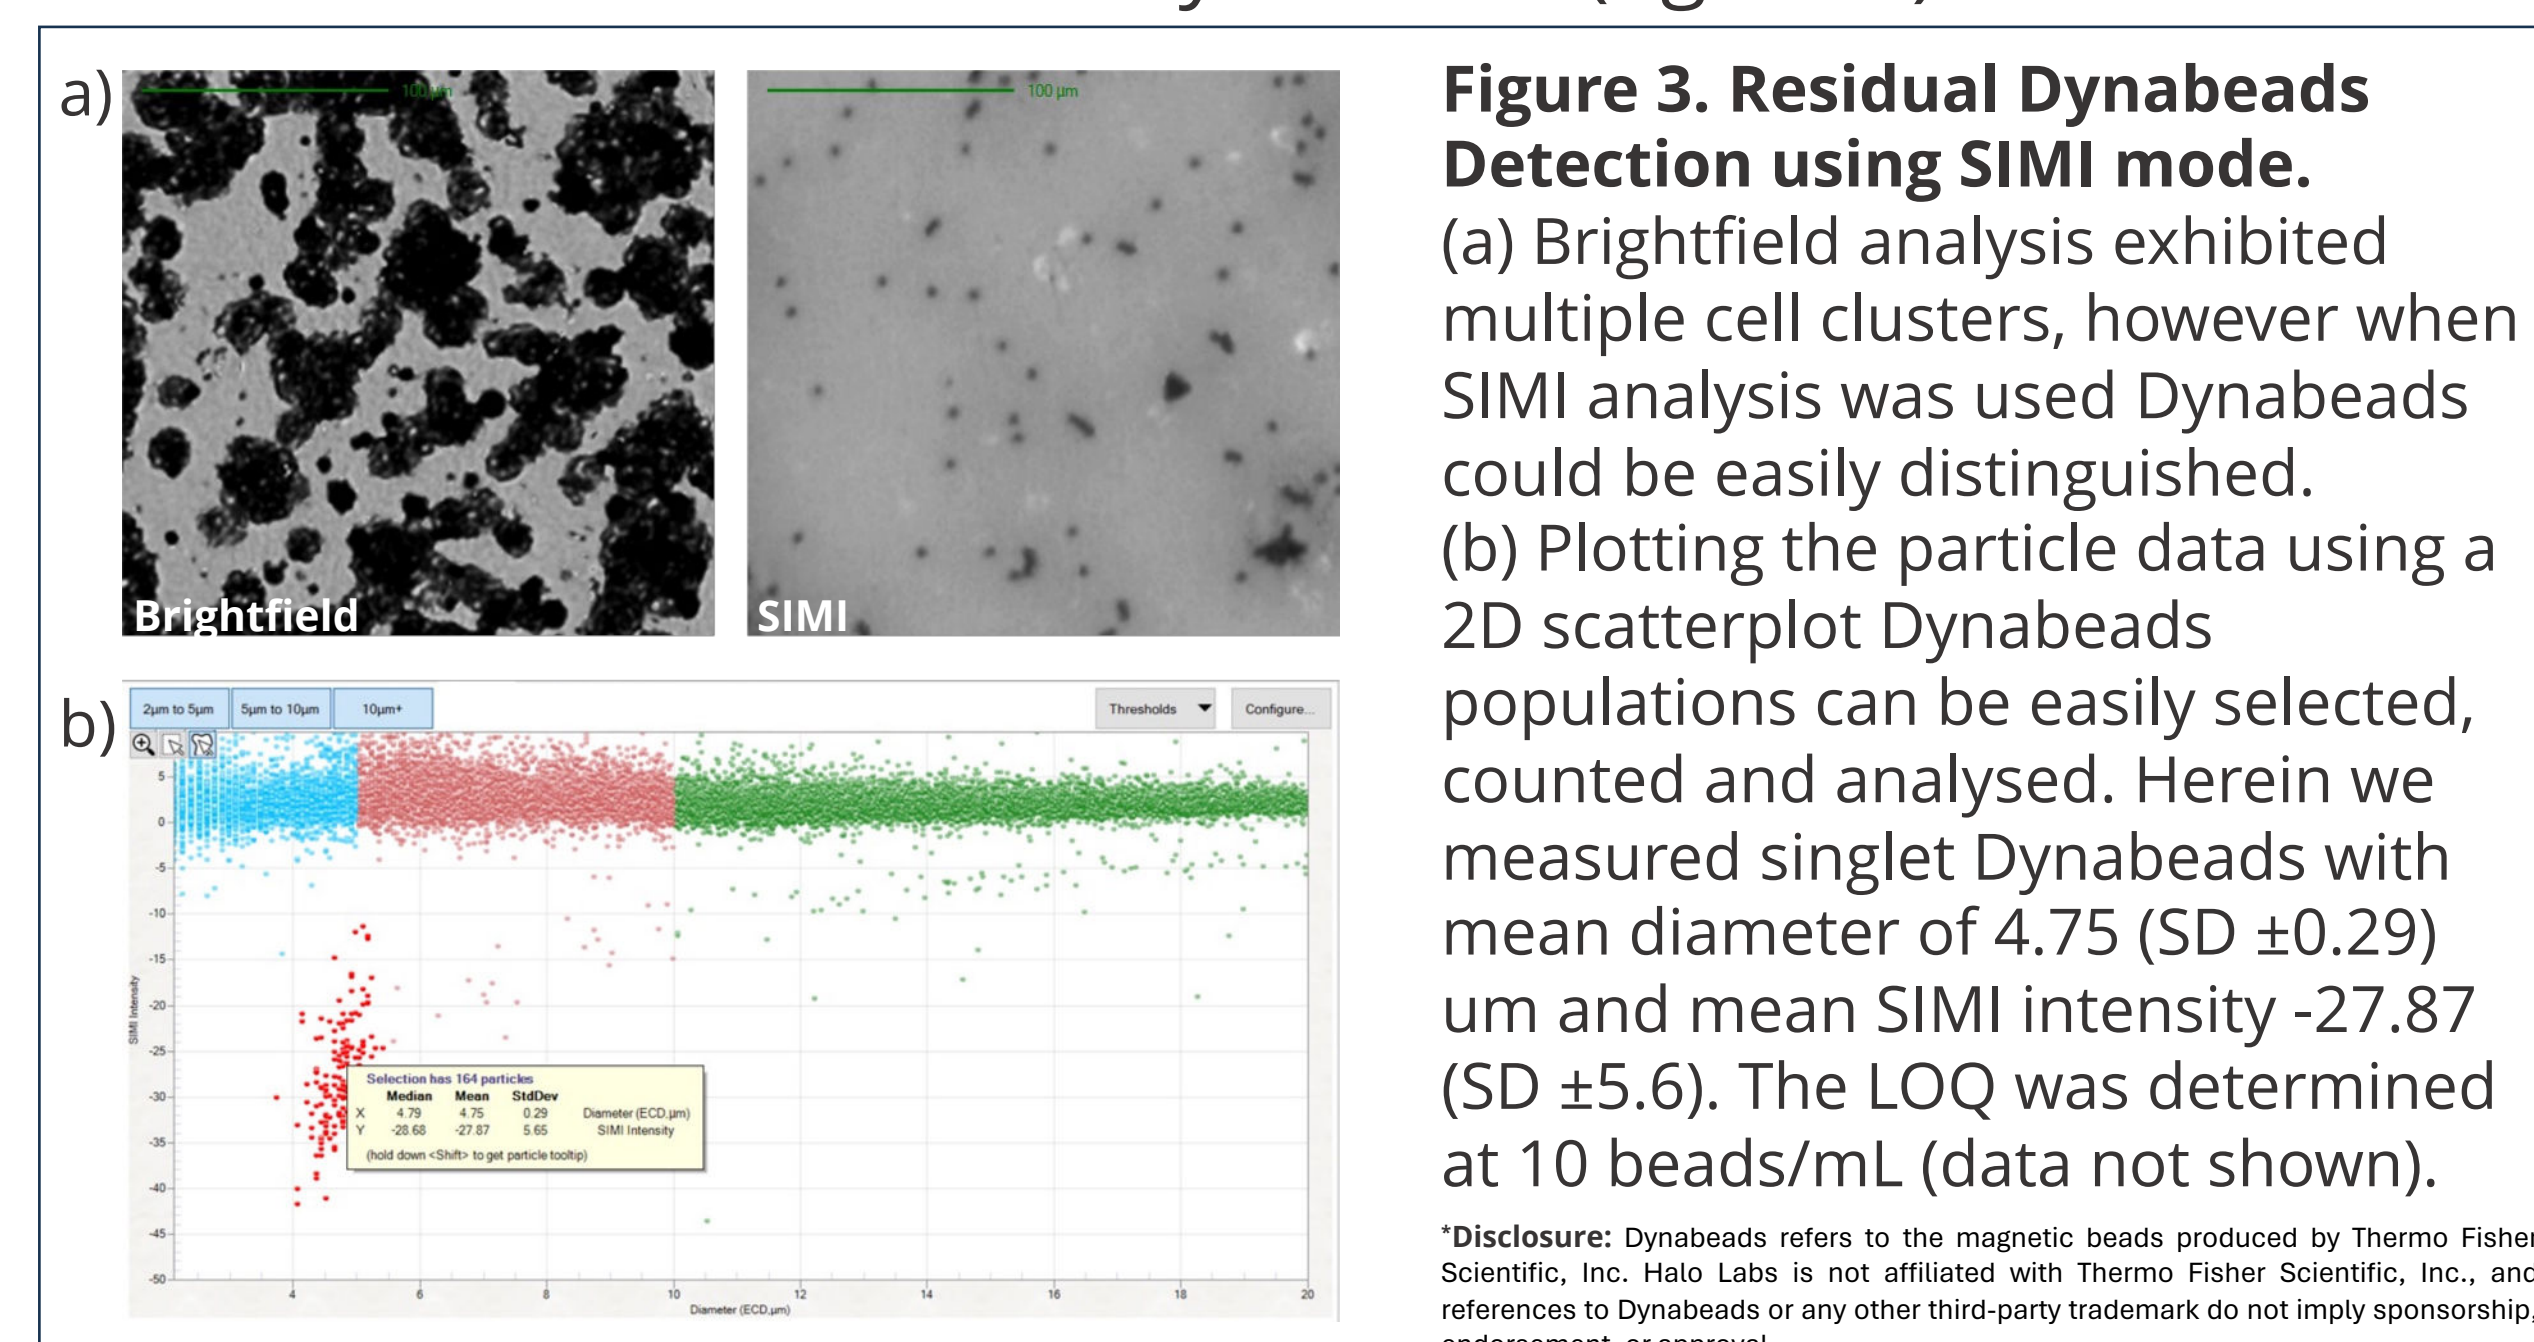 a)
100 µm
100 µm
Brightfield
SIMI
b)
2µm to 5µm
5µm to 10µm
10µm+
Thresholds
Configure...
5
0
-5
-10
-15
-20
-25
-30
-35
-40
-45
-50
SIMI Intensity
Selection has 164 particles
Median Mean StdDev
X 4.79 4.75 0.29 Diameter (ECD,µm)
Y -28.68 -27.87 5.65 SIMI Intensity
(hold down <Shift> to get particle tooltip)
4 6 8 10 12 14 16 18 20
Diameter (ECD,µm)
Figure 3. Residual Dynabeads
Detection using SIMI mode.
(a) Brightfield analysis exhibited
multiple cell clusters, however when
SIMI analysis was used Dynabeads
could be easily distinguished.
(b) Plotting the particle data using a
2D scatterplot Dynabeads
populations can be easily selected,
counted and analysed. Herein we
measured singlet Dynabeads with
mean diameter of 4.75 (SD ±0.29)
um and mean SIMI intensity -27.87
(SD ±5.6). The LOQ was determined
at 10 beads/mL (data not shown).
*Disclosure: Dynabeads refers to the magnetic beads produced by Thermo Fisher
Scientific, Inc. Halo Labs is not affiliated with Thermo Fisher Scientific, Inc., and
references to Dynabeads or any other third-party trademark do not imply sponsorship,
endorsement, or approval